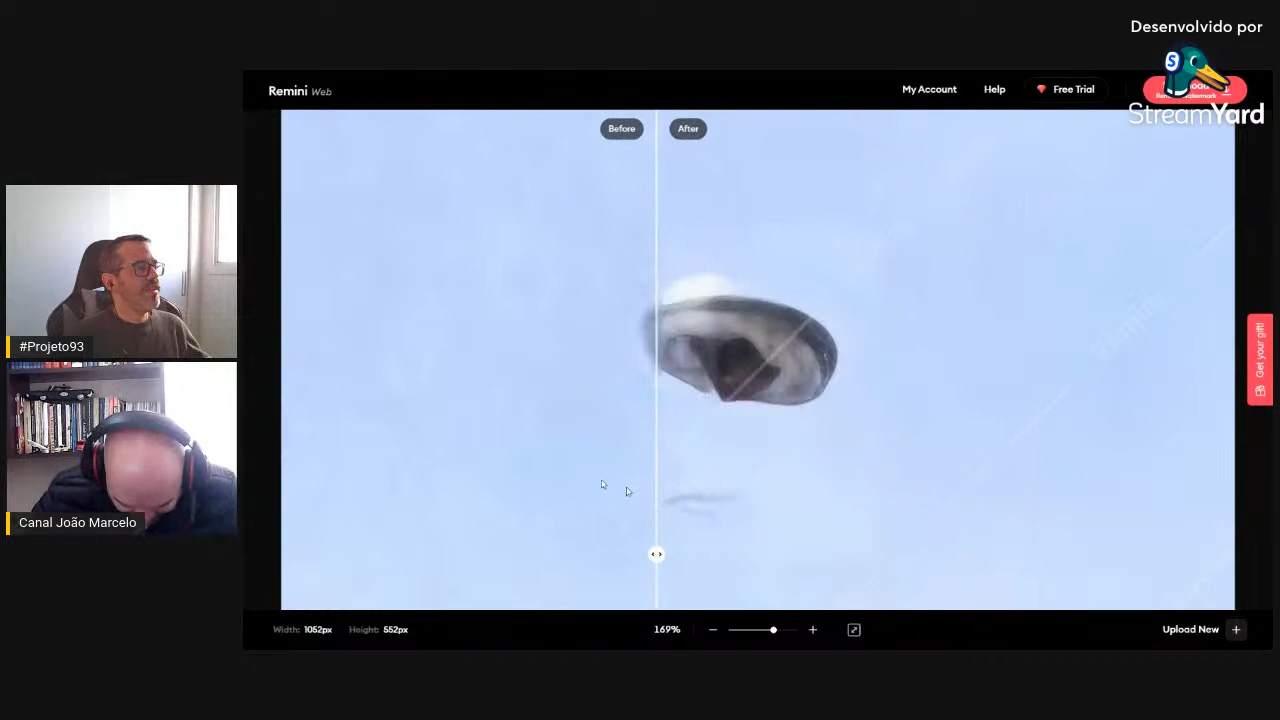 Desenvolvido por
StreamYard
Remini Web
My Account
Help
Free Trial
Before
After
Get your gift!
#Projeto93
Canal João Marcelo
Width: 1052px
Height: 552px
169%
Upload New